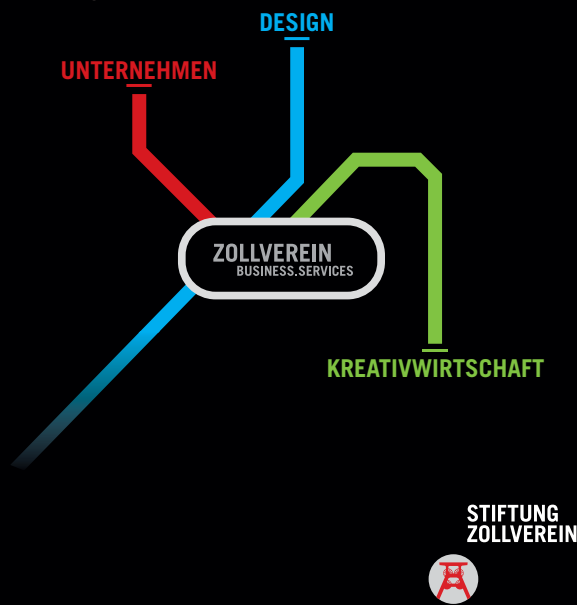 DESIGN
UNTERNEHMEN
ZOLLVEREIN
BUSINESS.SERVICES
KREATIVWIRTSCHAFT
STIFTUNG
ZOLLVEREIN